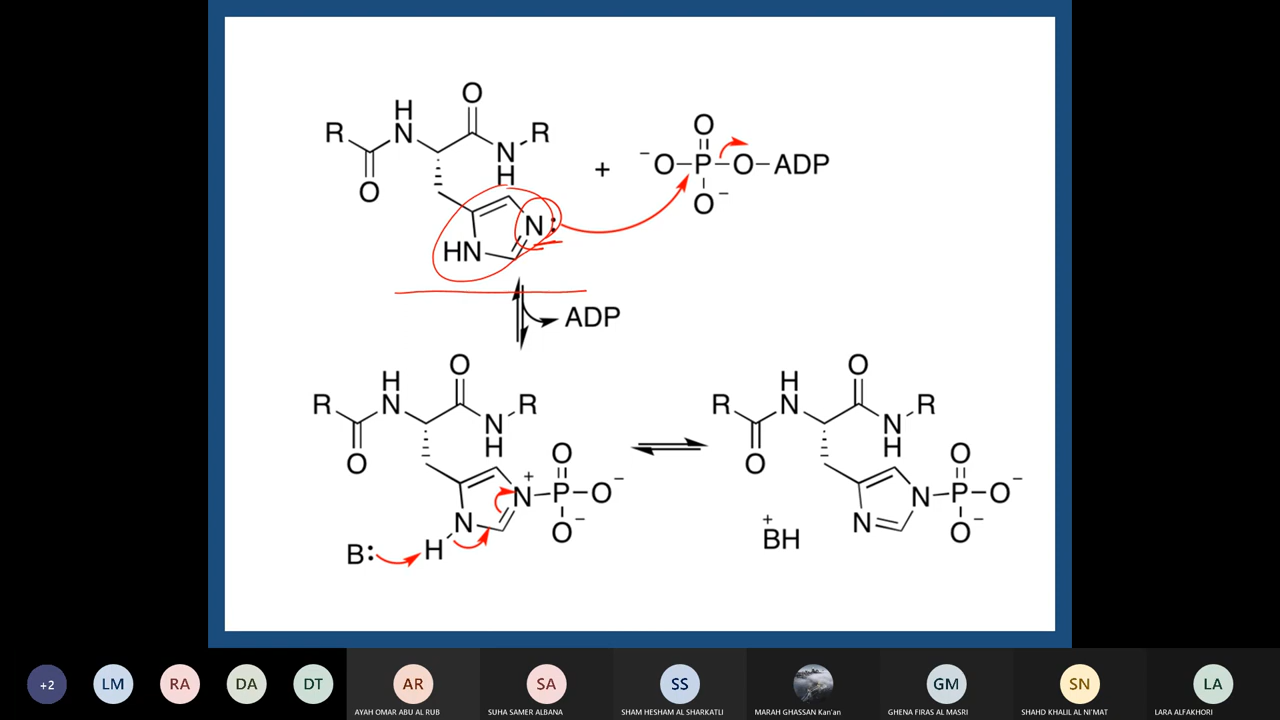 O
H
R N N R
H
O
HN N:
+
O
⁻O–P–O–ADP
O⁻
ADP
O
H
R N N R
H
O
N N⁺–P–O⁻
O
O⁻
H
B:
O
H
R N N R
H
O
N N–P–O⁻
O
O⁻
+
BH
+2 LM RA DA DT AR SA SS GM SN LA
AYAH OMAR ABU AL RUB SUHA SAMER ALBANA SHAM HESHAM AL SHARKATLI MARAH GHASSAN Kan'an GHENA FIRAS AL MASRI SHAHD KHALIL AL NI'MAT LARA ALFAKHORI